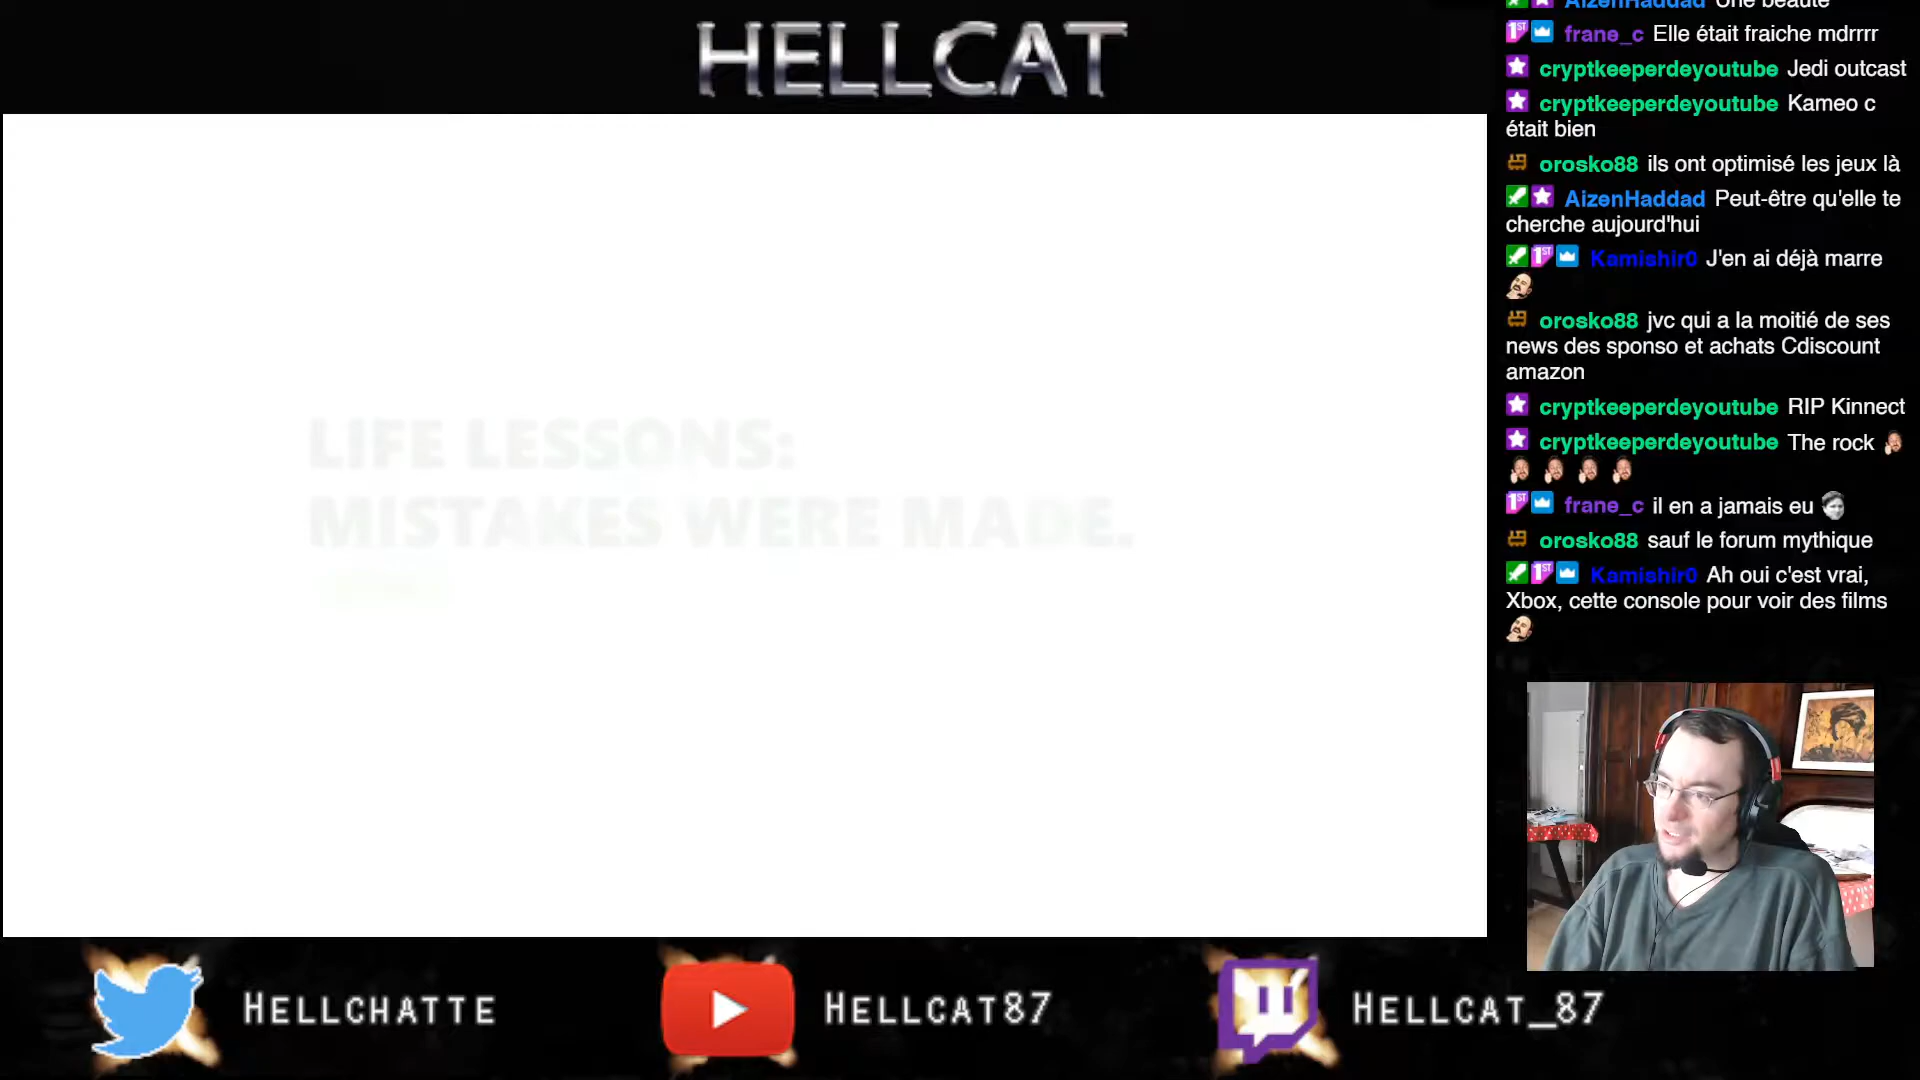 HELLCAT
LIFE LESSONS:
MISTAKES WERE MADE.
AizenHaddad Une beauté
frane_c Elle était fraiche mdrrrr
cryptkeeperdeyoutube Jedi outcast
cryptkeeperdeyoutube Kameo c
était bien
orosko88 ils ont optimisé les jeux là
AizenHaddad Peut-être qu'elle te
cherche aujourd'hui
Kamishir0 J'en ai déjà marre
orosko88 jvc qui a la moitié de ses
news des sponso et achats Cdiscount
amazon
cryptkeeperdeyoutube RIP Kinnect
cryptkeeperdeyoutube The rock
frane_c il en a jamais eu
orosko88 sauf le forum mythique
Kamishir0 Ah oui c'est vrai,
Xbox, cette console pour voir des films
HELLCHATTE
HELLCAT87
HELLCAT_87